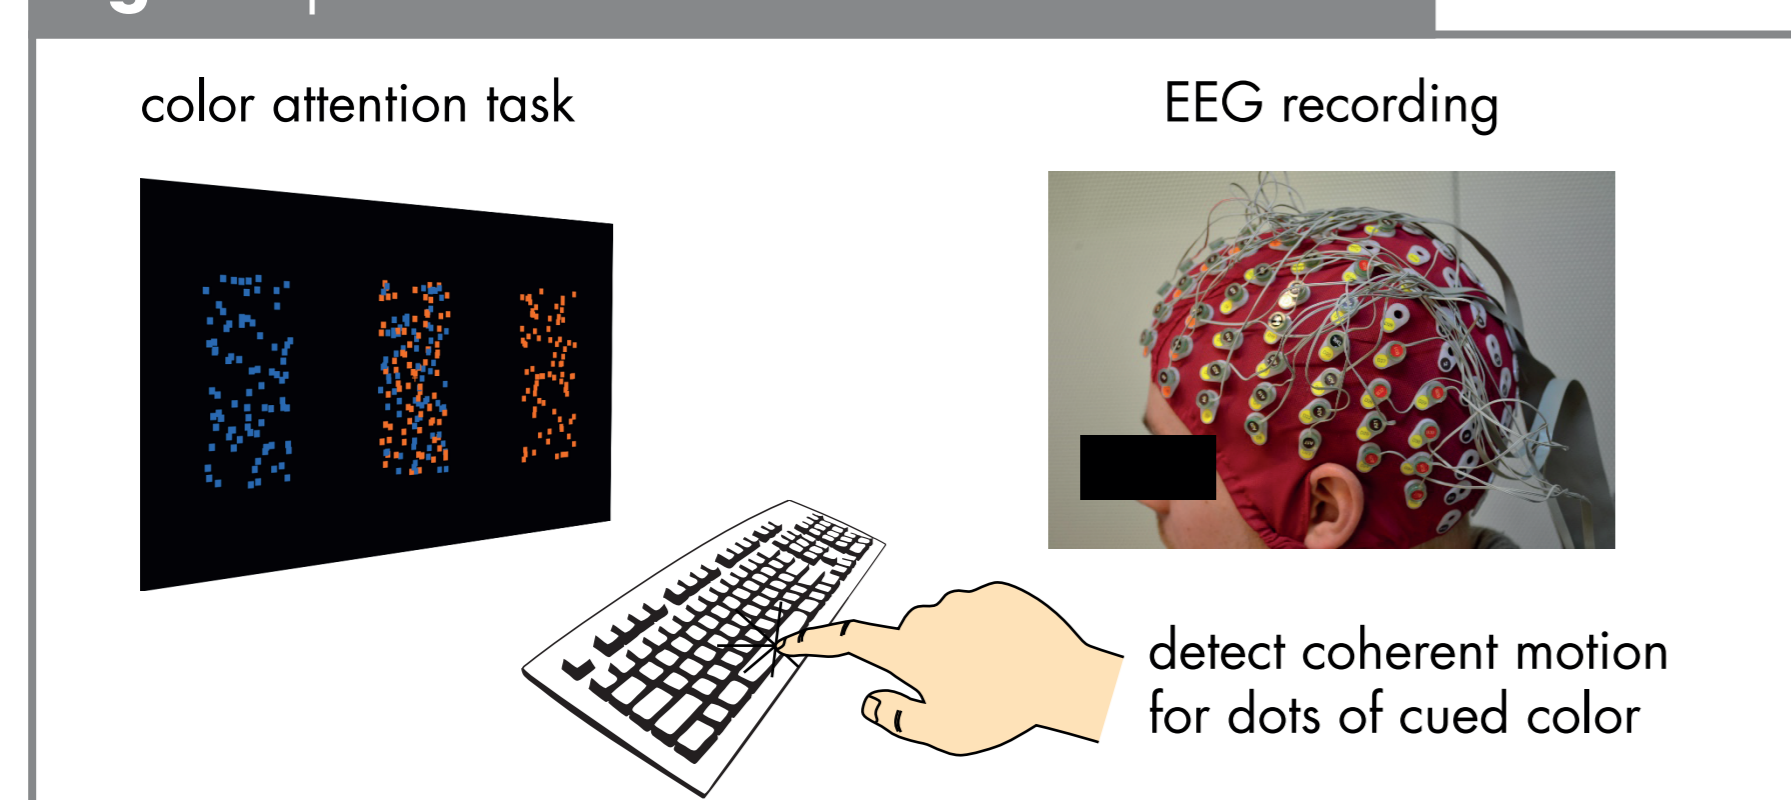 color attention task
EEG recording
detect coherent motion
for dots of cued color